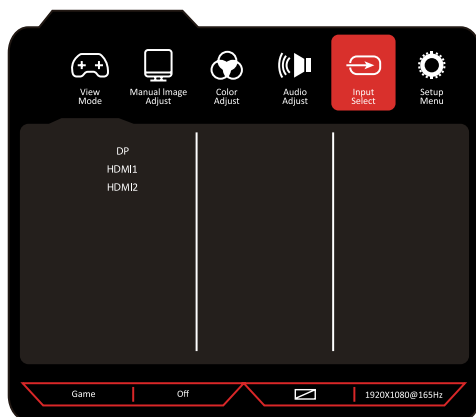 View
Mode
Manual Image
Adjust
Color
Adjust
Audio
Adjust
Input
Select
Setup
Menu
DP
HDMI1
HDMI2
Game
Off
1920X1080@165Hz